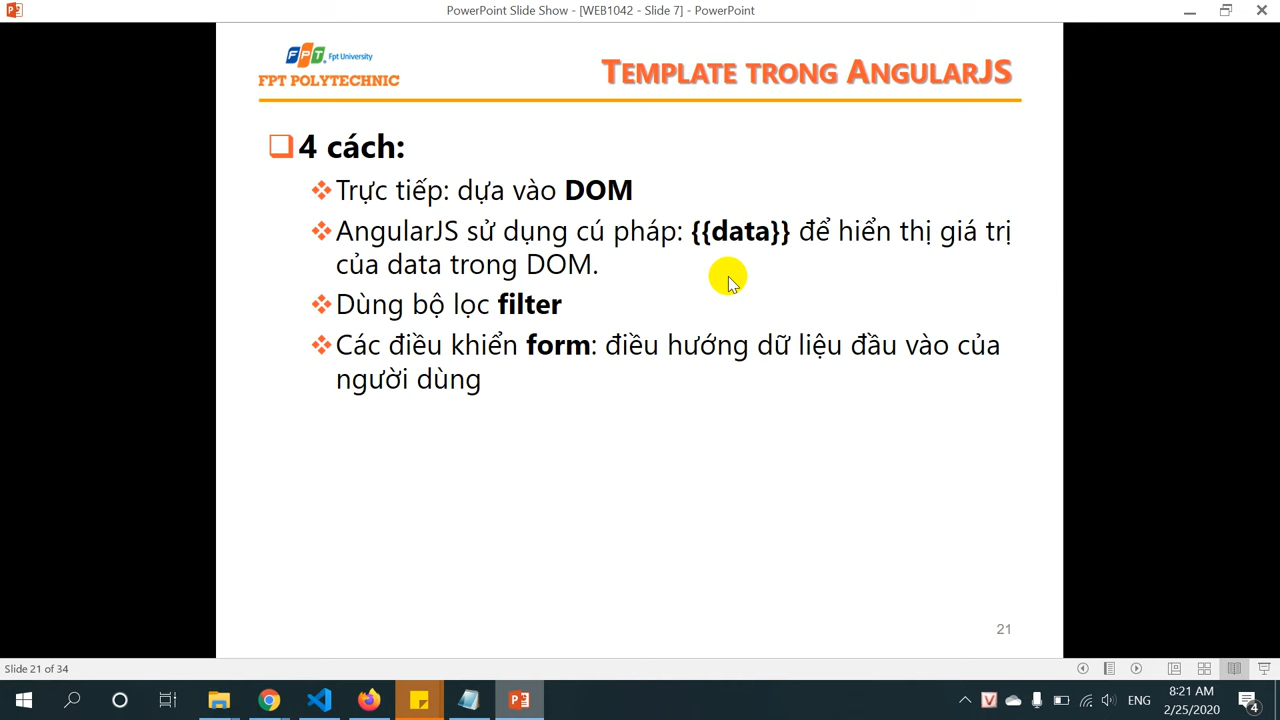 PowerPoint Slide Show - [WEB1042 - Slide 7] - PowerPoint
FPT Fpt University
FPT POLYTECHNIC
TEMPLATE TRONG ANGULARJS
4 cách:
Trực tiếp: dựa vào DOM
AngularJS sử dụng cú pháp: {{data}} để hiển thị giá trị
của data trong DOM.
Dùng bộ lọc filter
Các điều khiển form: điều hướng dữ liệu đầu vào của
người dùng
21
Slide 21 of 34
ENG
8:21 AM
2/25/2020
4